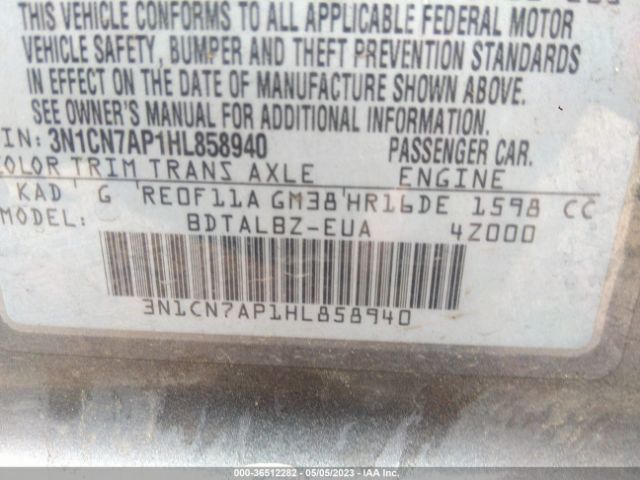 THIS VEHICLE CONFORMS TO ALL APPLICABLE FEDERAL MOTOR
VEHICLE SAFETY, BUMPER AND THEFT PREVENTION STANDARDS
IN EFFECT ON THE DATE OF MANUFACTURE SHOWN ABOVE.
SEE OWNER'S MANUAL FOR ADDITIONAL INFORMATION
IN: 3N1CN7AP1HL858940 PASSENGER CAR.
COLOR TRIM TRANS AXLE ENGINE
KAD G RE0F11A GM38 HR16DE 1598 CC
MODEL: BDTALBZ-EUA 4Z000
3N1CN7AP1HL858940
000-36512282 - 05/05/2023 - IAA Inc.